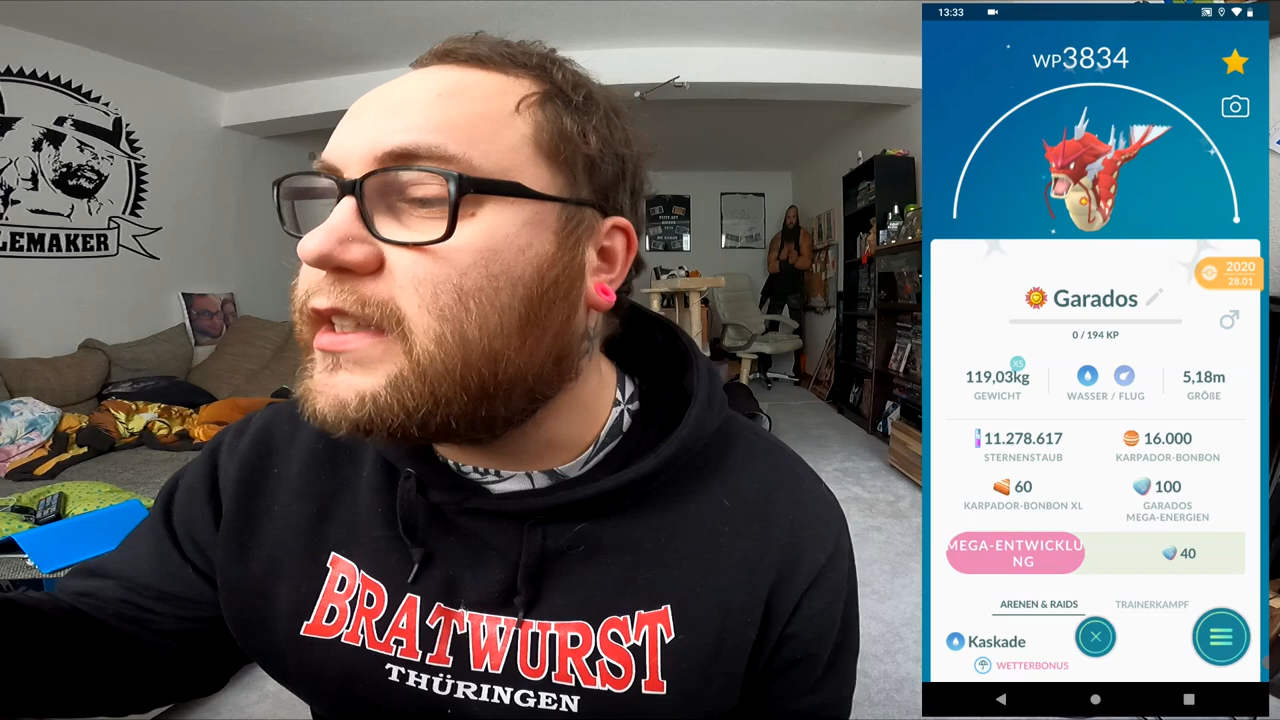 LEMAKER
BRATWURST
THÜRINGEN
13:33
WP3834
2020
28.01
Garados
0 / 194 KP
XS
119,03kg
GEWICHT
WASSER / FLUG
5,18m
GRÖßE
11.278.617
STERNENSTAUB
16.000
KARPADOR-BONBON
60
KARPADOR-BONBON XL
100
GARADOS
MEGA-ENERGIEN
MEGA-ENTWICKLU
NG
40
ARENEN & RAIDS
TRAINERKAMPF
Kaskade
WETTERBONUS